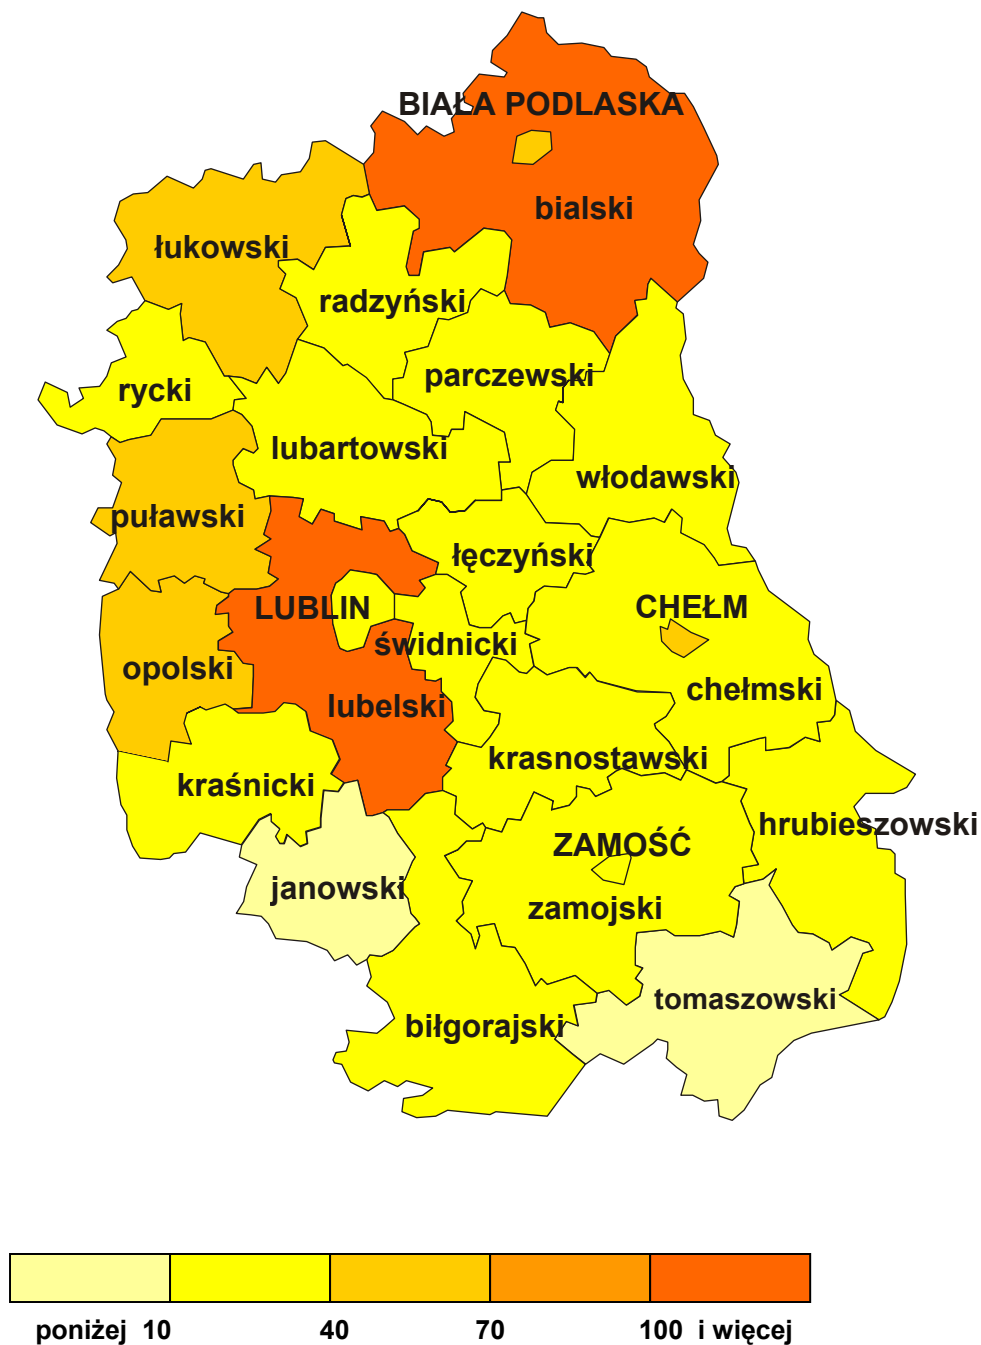 BIAŁA PODLASKA
bialski
łukowski
radzyński
parczewski
rycki
lubartowski
włodawski
puławski
łęczyński
LUBLIN
CHEŁM
świdnicki
opolski
chełmski
lubelski
krasnostawski
kraśnicki
hrubieszowski
ZAMOŚĆ
janowski
zamojski
tomaszowski
biłgorajski
poniżej 10 40 70 100 i więcej